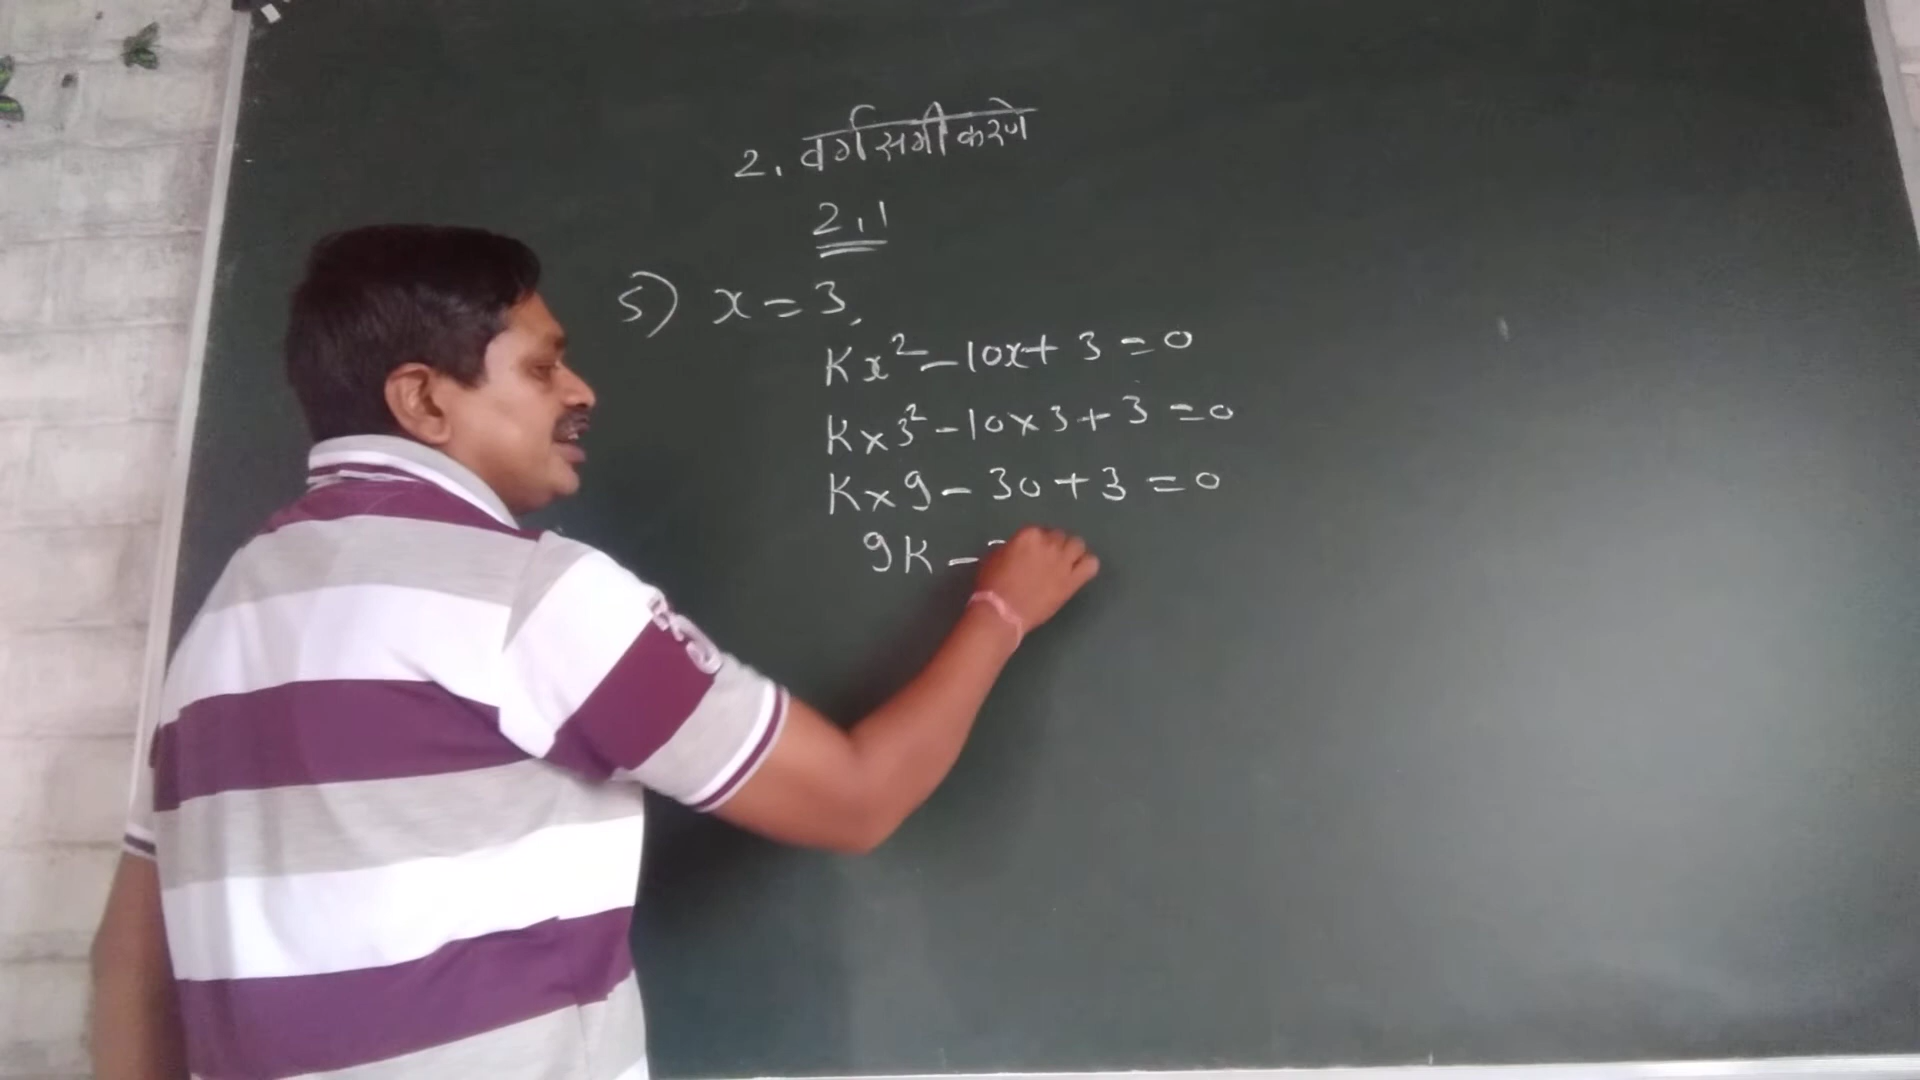 2. वर्गसमीकरणे
2.1
5) x = 3,
Kx² - 10x + 3 = 0
K × 3² - 10 × 3 + 3 = 0
K × 9 - 30 + 3 = 0
9K -